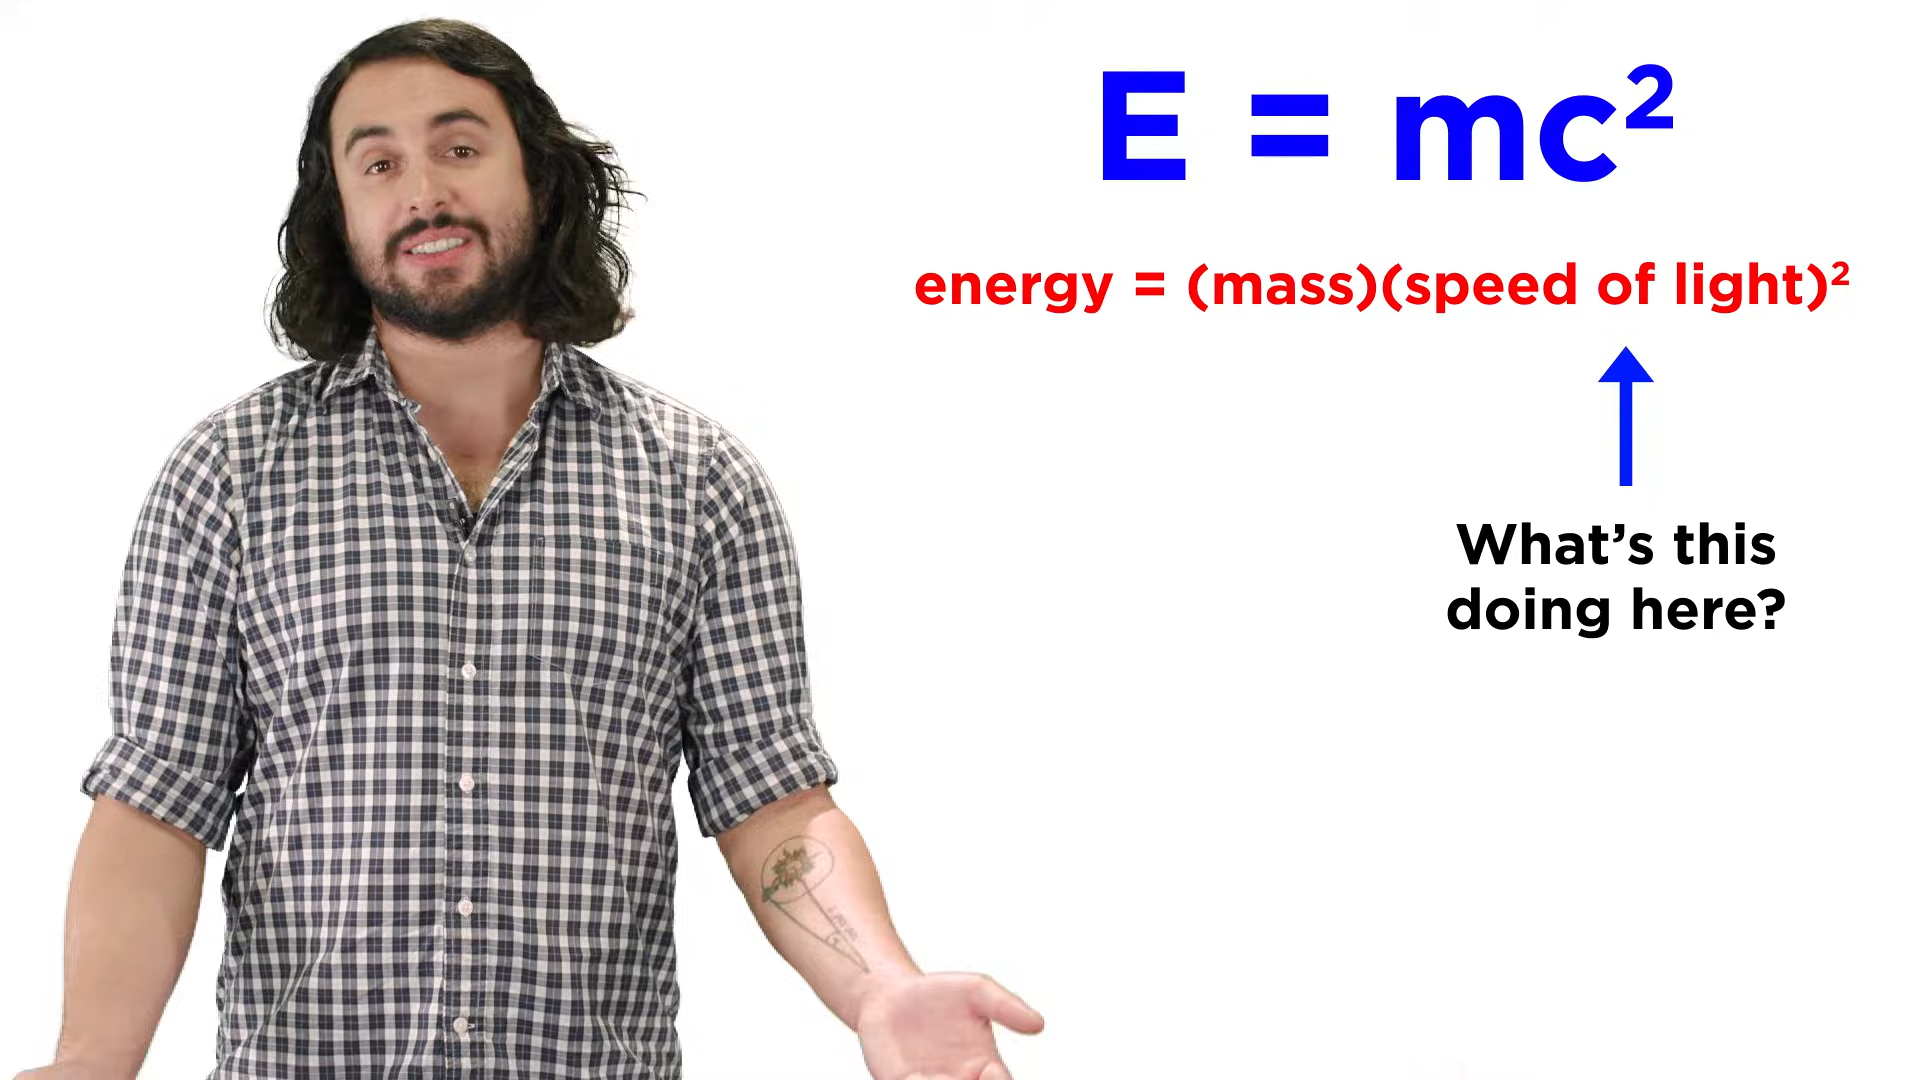 E = mc²
energy = (mass)(speed of light)²
What's this
doing here?